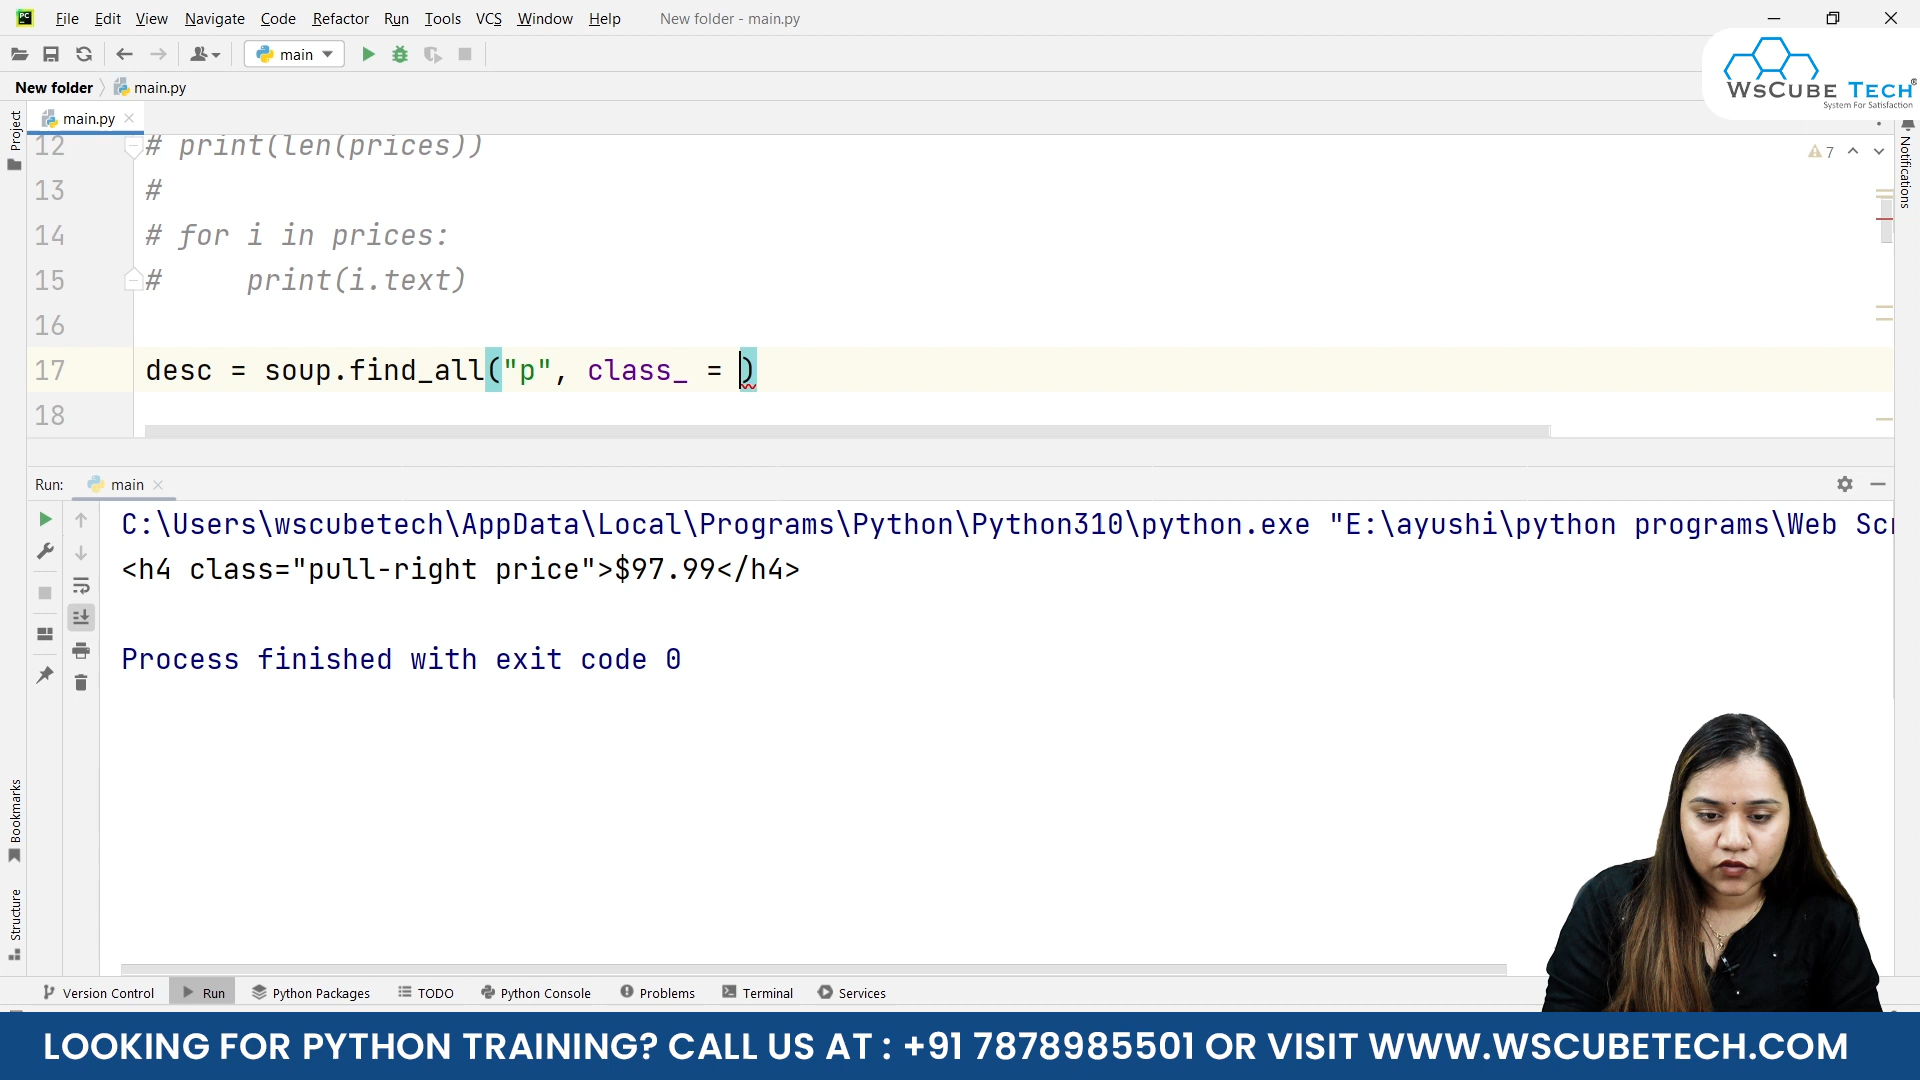 File Edit View Navigate Code Refactor Run Tools VCS Window Help New folder - main.py
main
New folder main.py
WsCube Tech
System For Satisfaction
Project
main.py
Notifications
12 # print(len(prices))
7
13 #
14 # for i in prices:
15 #     print(i.text)
16
17 desc = soup.find_all("p", class_ = )
18
Run: main
C:\Users\wscubetech\AppData\Local\Programs\Python\Python310\python.exe "E:\ayushi\python programs\Web Scr
<h4 class="pull-right price">$97.99</h4>
Process finished with exit code 0
Bookmarks
Structure
Version Control Run Python Packages TODO Python Console Problems Terminal Services
LOOKING FOR PYTHON TRAINING? CALL US AT : +91 7878985501 OR VISIT WWW.WSCUBETECH.COM